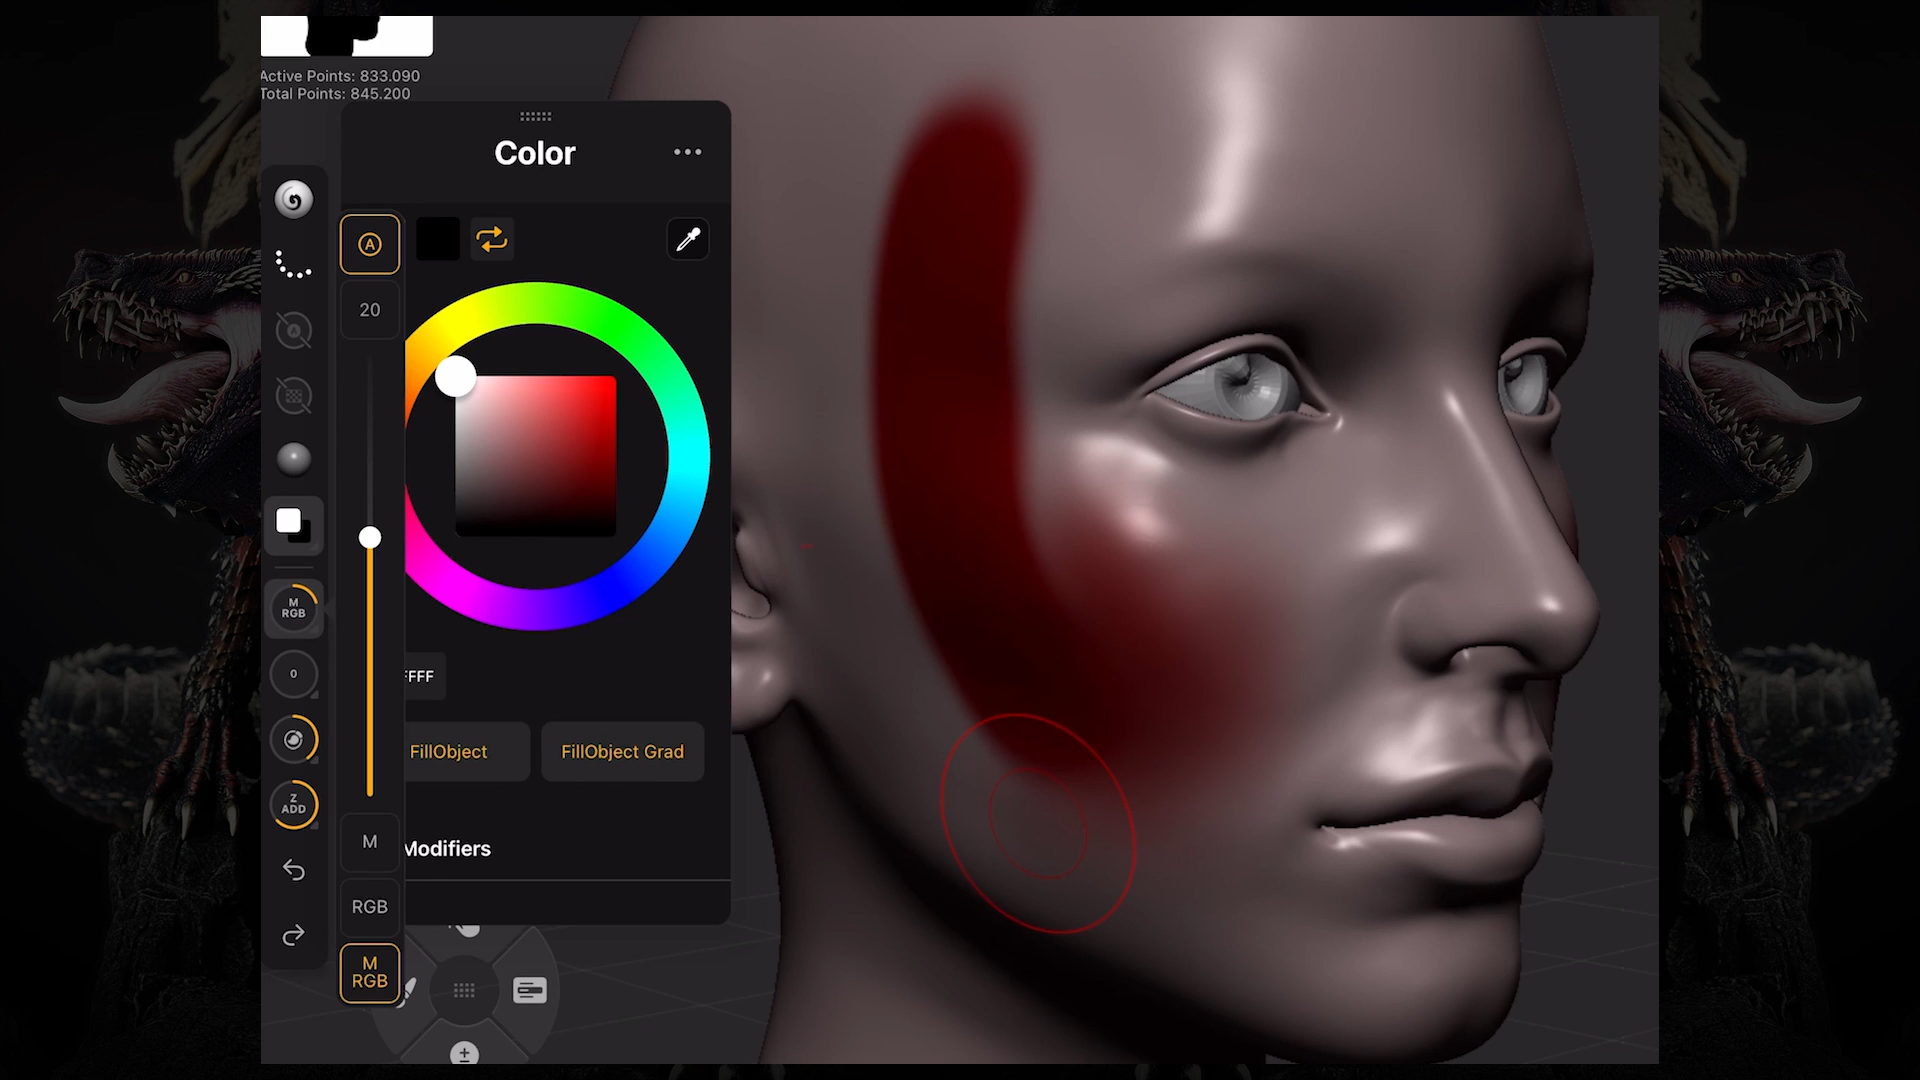 Active Points: 833.090
Total Points: 845.200
Color
A
20
FFF
M
RGB
0
FillObject
FillObject Grad
Z
ADD
M
Modifiers
RGB
M
RGB